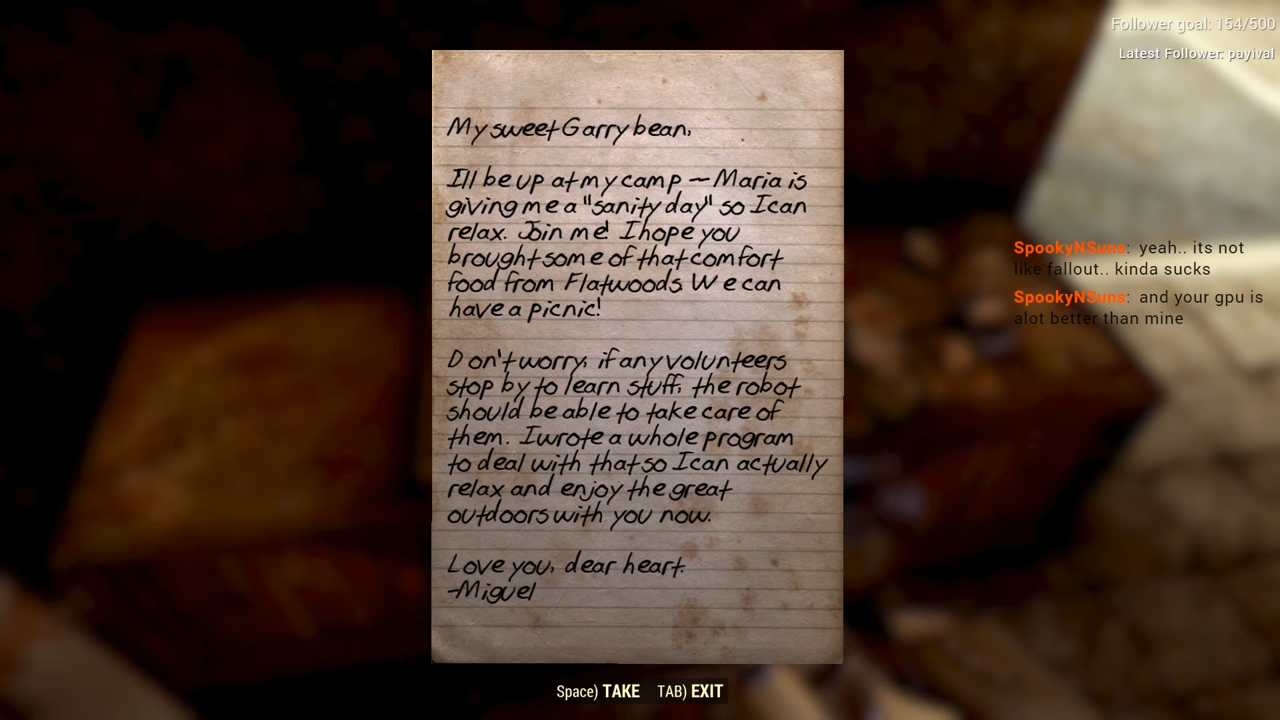 Follower goal: 154/500
Latest Follower: payival
My sweet Garry bean,
I'll be up at my camp — Maria is
giving me a "sanity day" so I can
relax. Join me! I hope you
brought some of that comfort
food from Flatwoods. We can
have a picnic!
Don't worry, if any volunteers
stop by to learn stuff, the robot
should be able to take care of
them. I wrote a whole program
to deal with that so I can actually
relax and enjoy the great
outdoors with you now.
Love you, dear heart.
-Miguel
SpookyNSuns: yeah.. its not
like fallout.. kinda sucks
SpookyNSuns: and your gpu is
alot better than mine
Space) TAKE TAB) EXIT